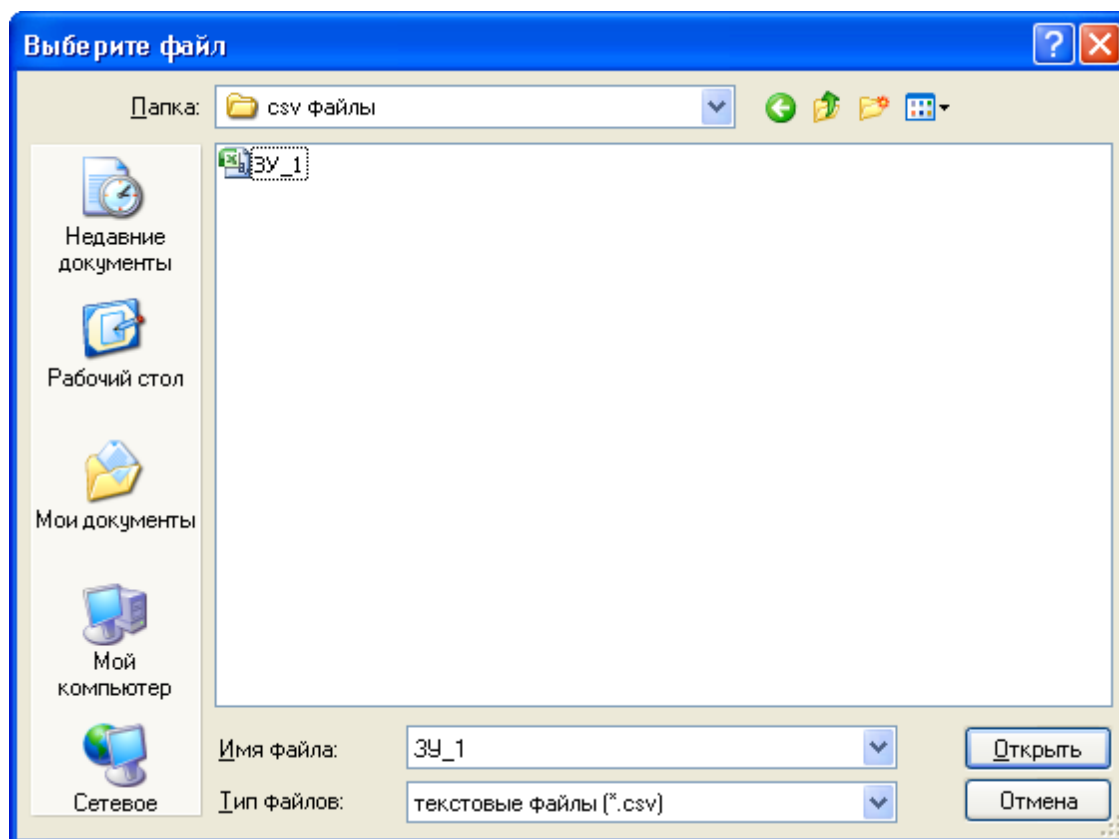 Выберите файл
Папка: csv файлы
ЗУ_1
Недавние
документы
Рабочий стол
Мои документы
Мой
компьютер
Сетевое
Имя файла: ЗУ_1 Открыть
Тип файлов: текстовые файлы (*.csv) Отмена